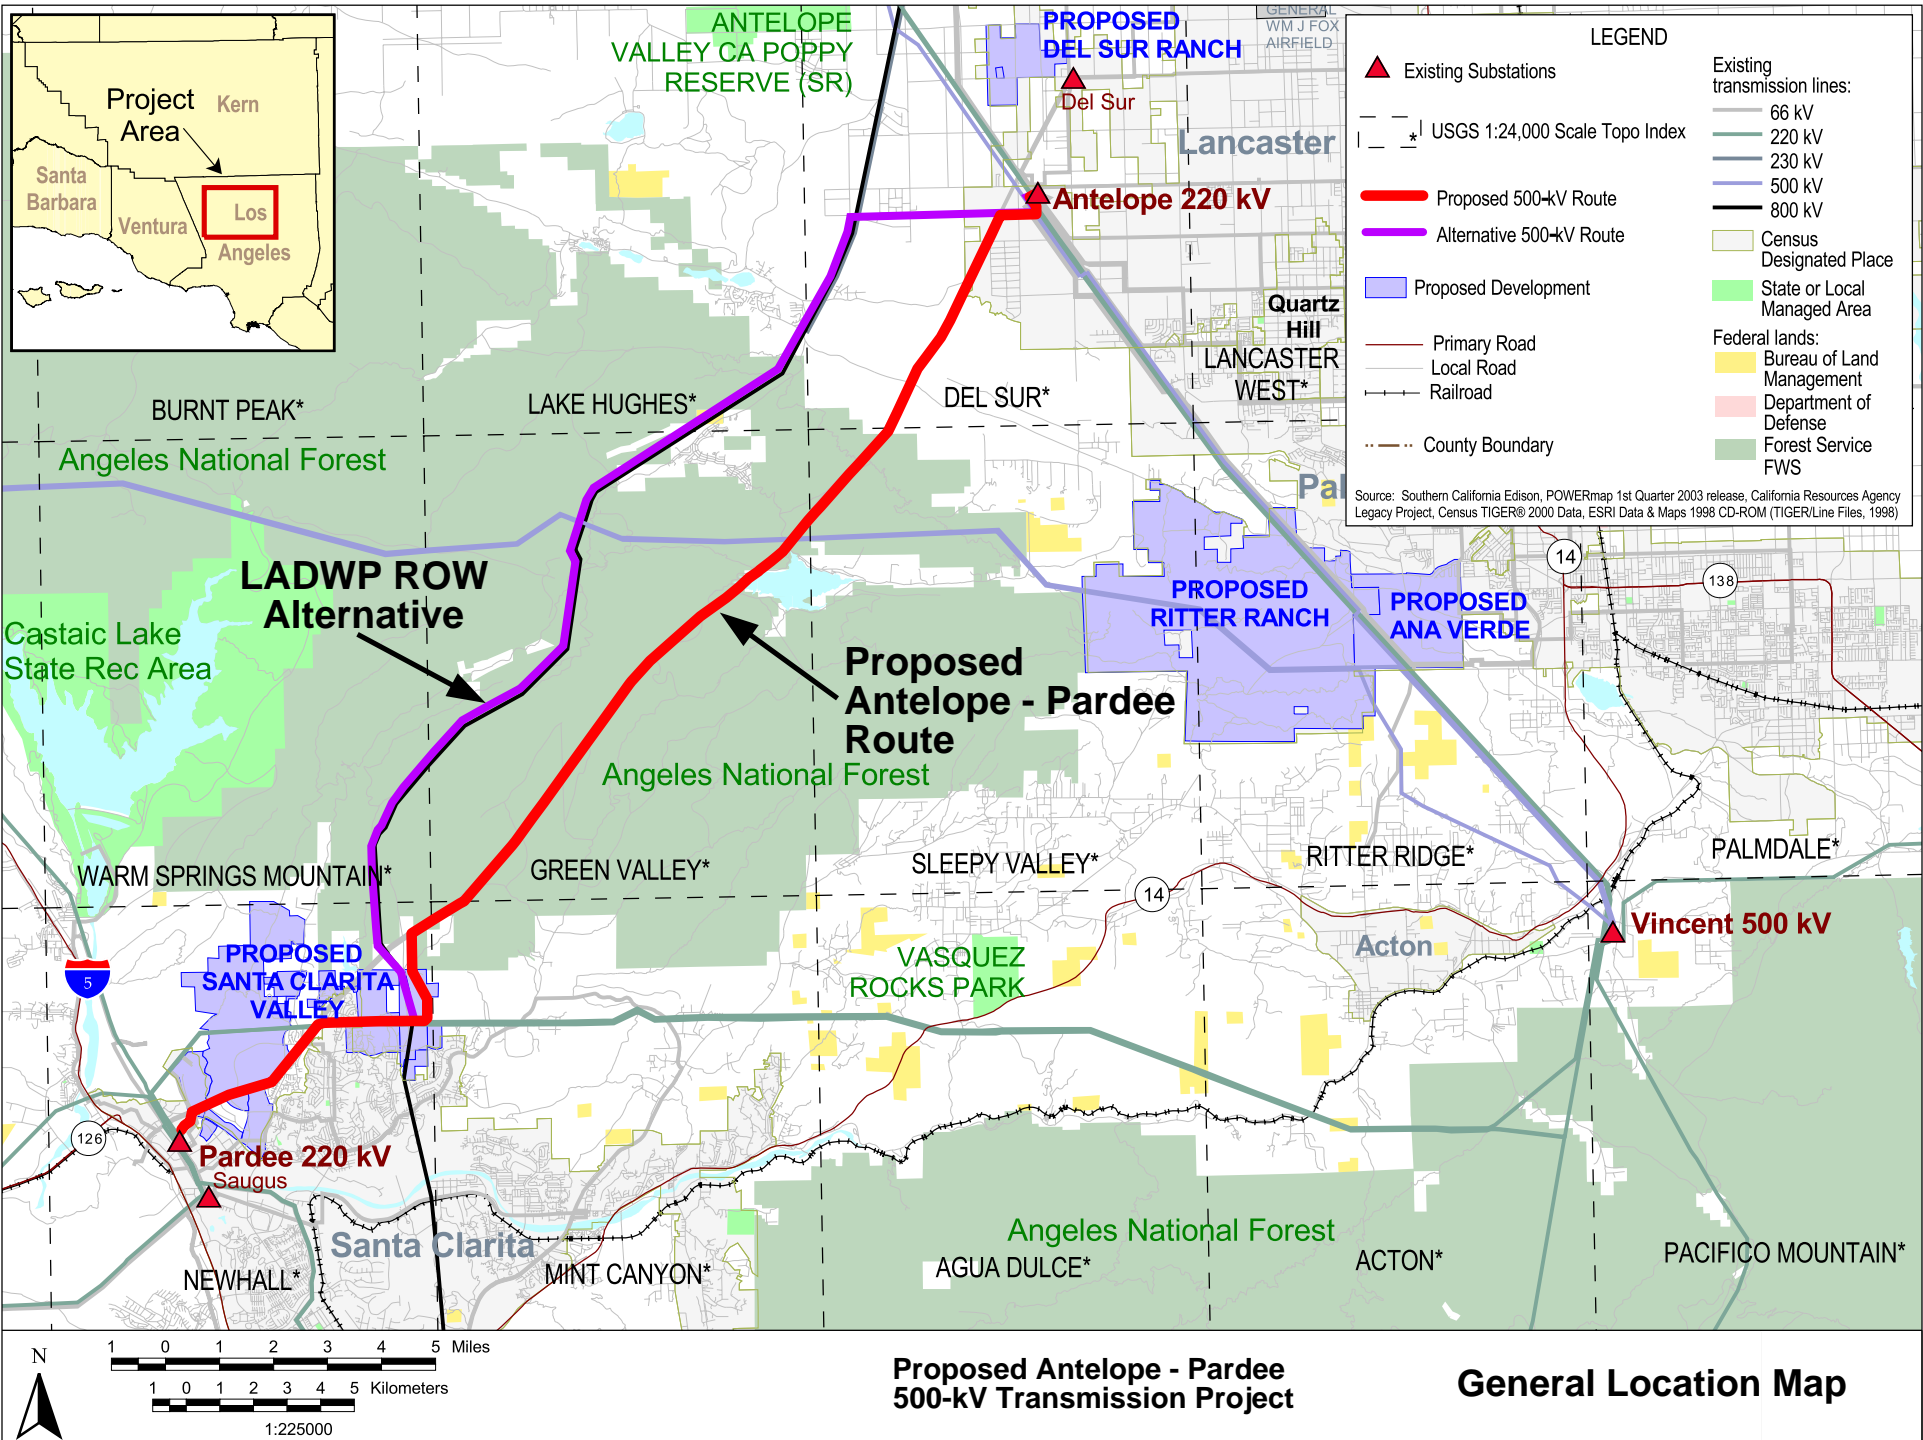 Project
Area
Kern
Santa
Barbara
Ventura
Los
Angeles
ANTELOPE
VALLEY CA POPPY
RESERVE (SR)
PROPOSED
DEL SUR RANCH
GENERAL
WM J FOX
AIRFIELD
Del Sur
Lancaster
Antelope 220 kV
Quartz
Hill
LANCASTER
WEST*
BURNT PEAK*
LAKE HUGHES*
DEL SUR*
Angeles National Forest
Pal
LADWP ROW
Alternative
Castaic Lake
State Rec Area
Proposed
Antelope - Pardee
Route
Angeles National Forest
PROPOSED
RITTER RANCH
PROPOSED
ANA VERDE
14
138
WARM SPRINGS MOUNTAIN*
GREEN VALLEY*
SLEEPY VALLEY*
RITTER RIDGE*
PALMDALE*
14
Vincent 500 kV
Acton
VASQUEZ
ROCKS PARK
PROPOSED
SANTA CLARITA
VALLEY
5
126
Pardee 220 kV
Saugus
Santa Clarita
NEWHALL*
MINT CANYON*
Angeles National Forest
AGUA DULCE*
ACTON*
PACIFICO MOUNTAIN*
LEGEND
Existing Substations
* USGS 1:24,000 Scale Topo Index
Proposed 500-kV Route
Alternative 500-kV Route
Proposed Development
Primary Road
Local Road
Railroad
County Boundary
Existing
transmission lines:
66 kV
220 kV
230 kV
500 kV
800 kV
Census
Designated Place
State or Local
Managed Area
Federal lands:
Bureau of Land
Management
Department of
Defense
Forest Service
FWS
Source: Southern California Edison, POWERmap 1st Quarter 2003 release, California Resources Agency
Legacy Project, Census TIGER® 2000 Data, ESRI Data & Maps 1998 CD-ROM (TIGER/Line Files, 1998)
N
1 0 1 2 3 4 5 Miles
1 0 1 2 3 4 5 Kilometers
1:225000
Proposed Antelope - Pardee
500-kV Transmission Project
General Location Map